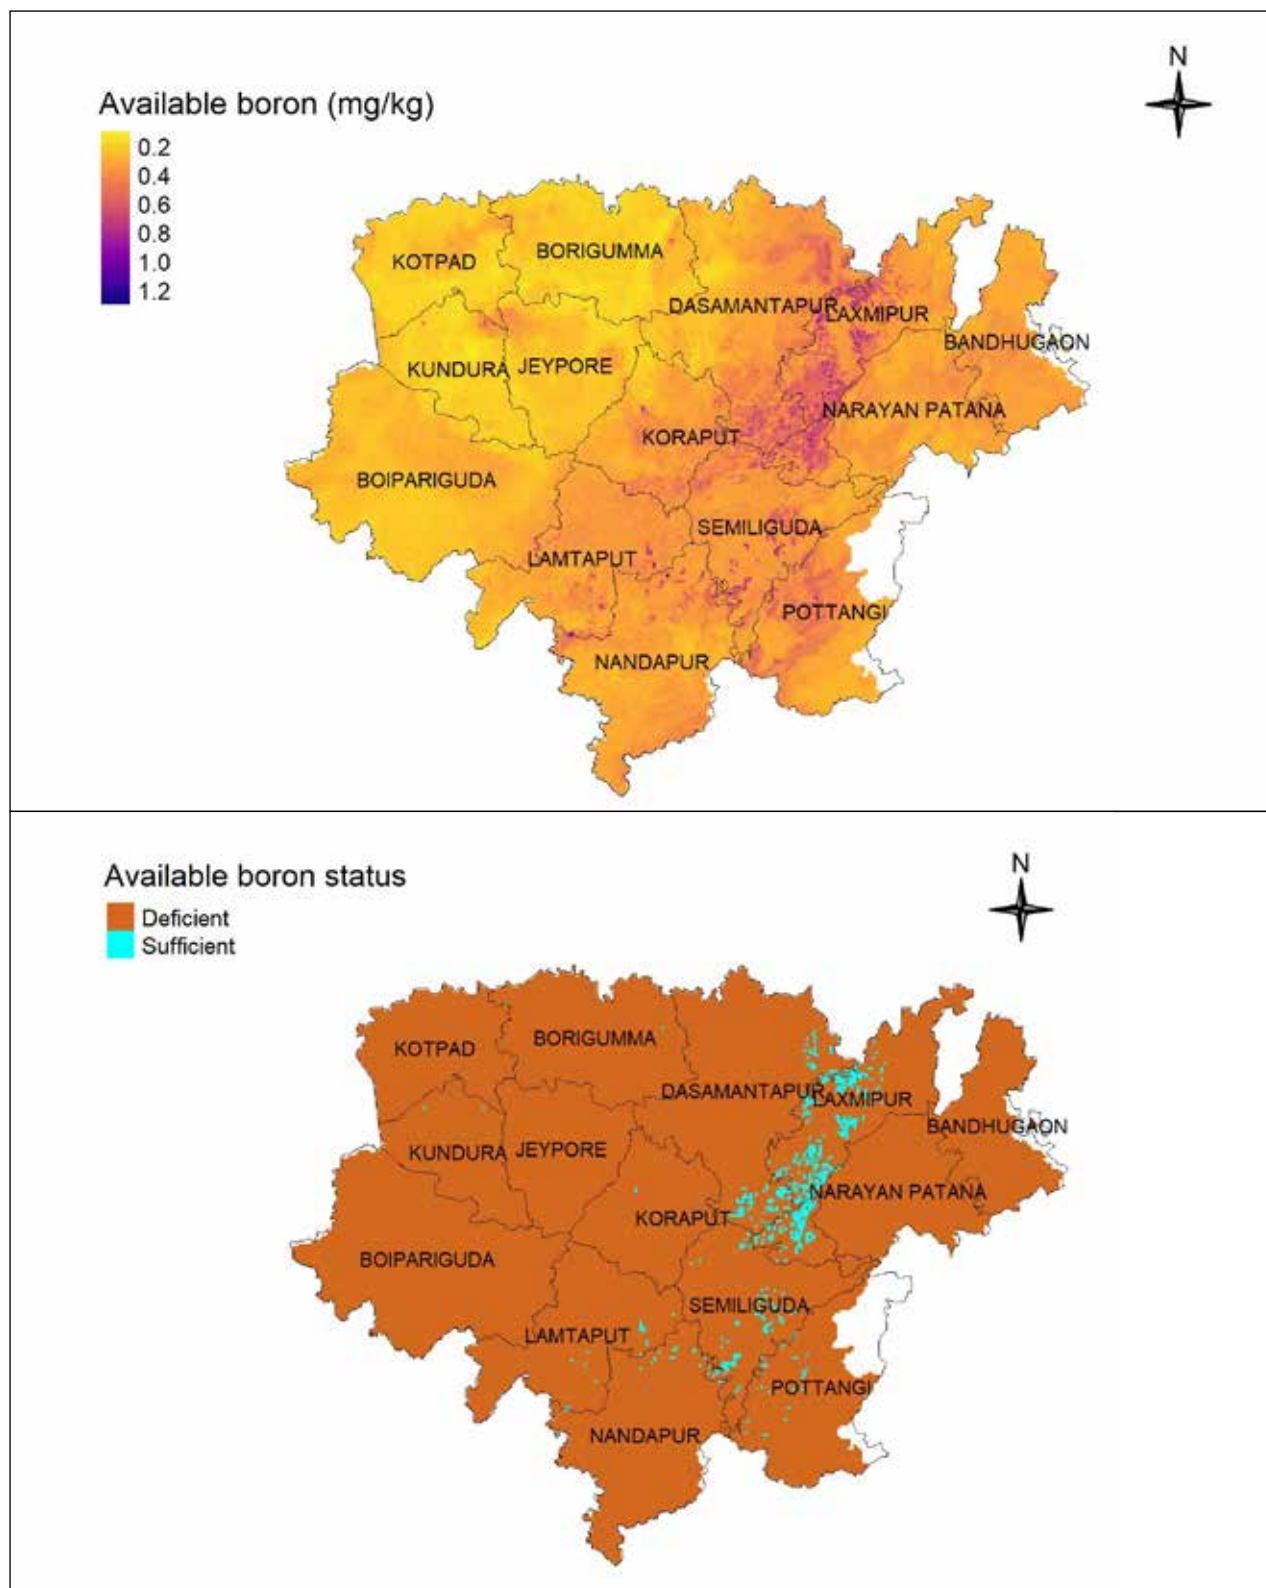 N
Available boron (mg/kg)
0.2
0.4
0.6
0.8
1.0
1.2
KOTPAD
BORIGUMMA
DASAMANTAPUR
LAXMIPUR
BANDHUGAON
KUNDURA
JEYPORE
NARAYAN PATANA
KORAPUT
BOIPARIGUDA
SEMILIGUDA
LAMTAPUT
POTTANGI
NANDAPUR
Available boron status
N
Deficient
Sufficient
KOTPAD
BORIGUMMA
DASAMANTAPUR
LAXMIPUR
BANDHUGAON
KUNDURA
JEYPORE
NARAYAN PATANA
KORAPUT
BOIPARIGUDA
SEMILIGUDA
LAMTAPUT
POTTANGI
NANDAPUR